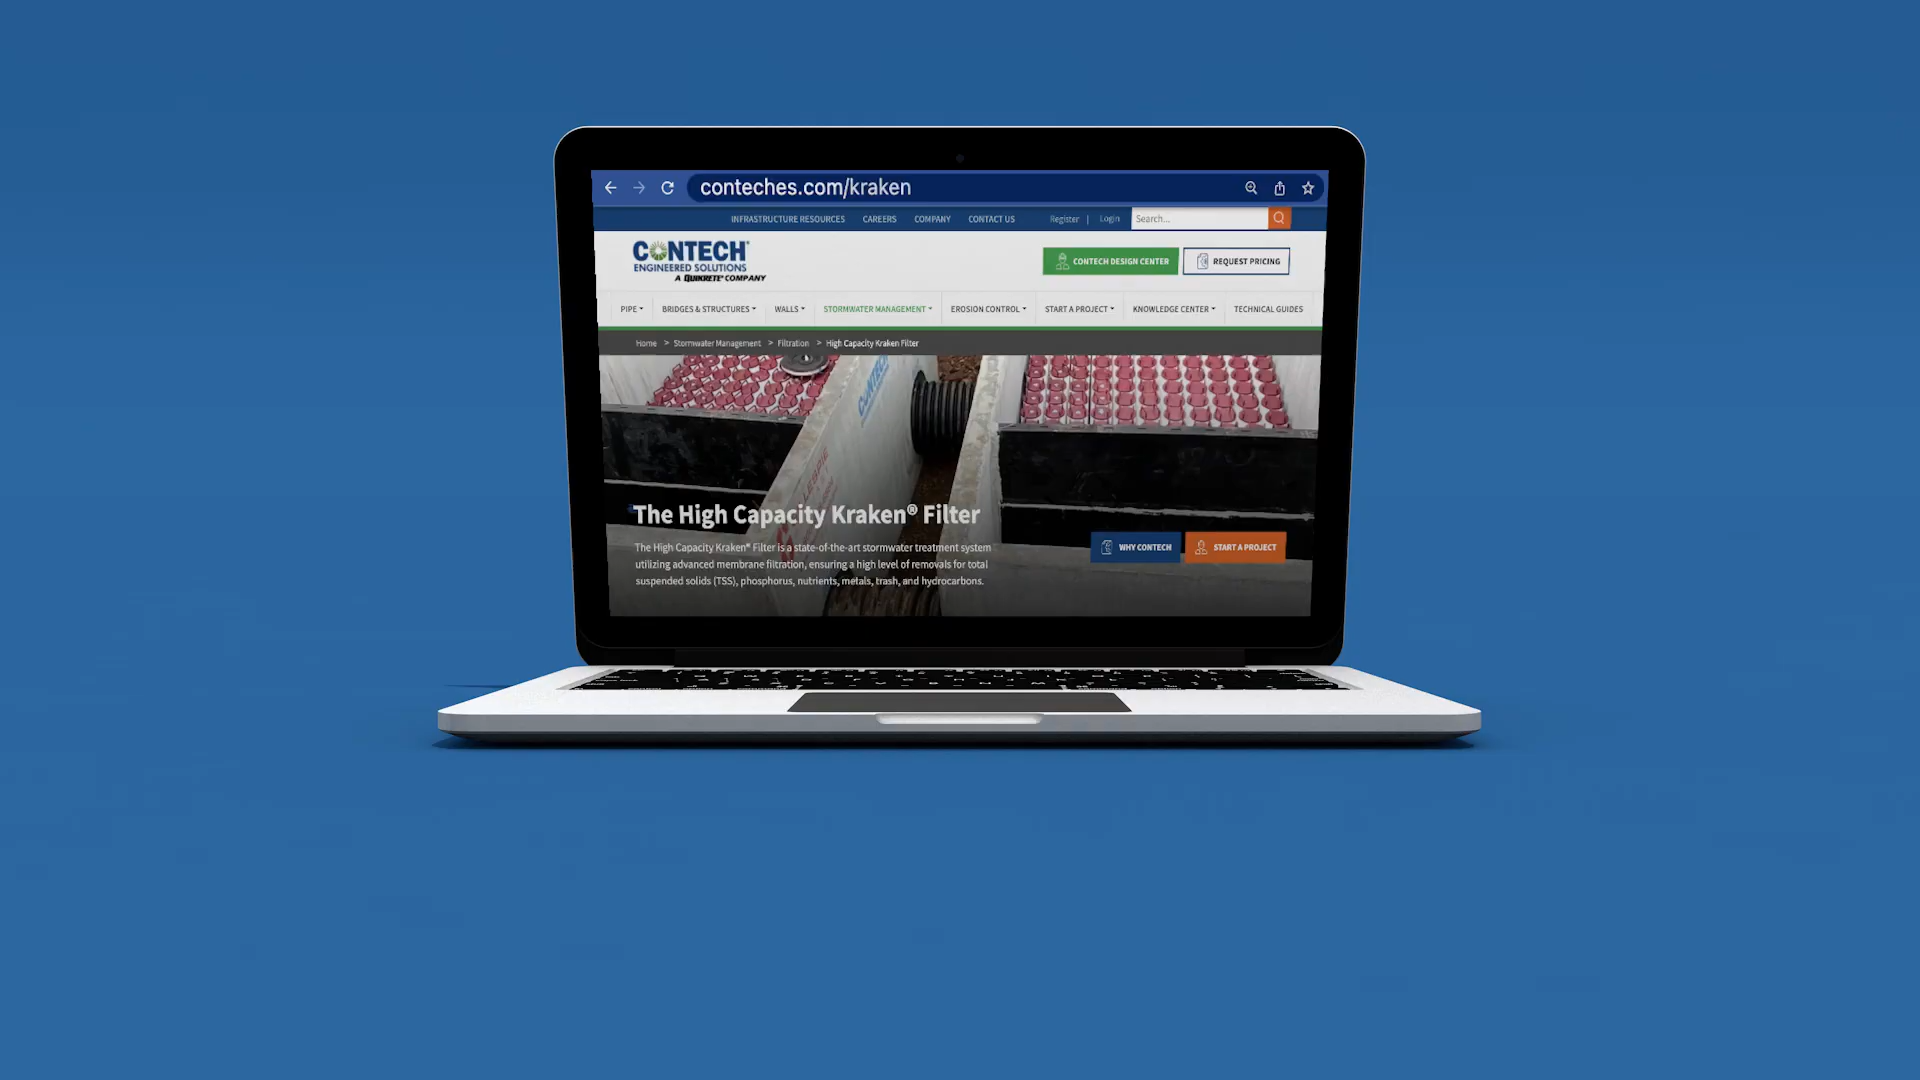 conteches.com/kraken
INFRASTRUCTURE RESOURCES CAREERS COMPANY CONTACT US Register | Login Search...
CONTECH®
ENGINEERED SOLUTIONS
A QUIKRETE® COMPANY
CONTECH DESIGN CENTER REQUEST PRICING
PIPE BRIDGES & STRUCTURES WALLS STORMWATER MANAGEMENT EROSION CONTROL START A PROJECT KNOWLEDGE CENTER TECHNICAL GUIDES
Home > Stormwater Management > Filtration > High Capacity Kraken Filter
CONTECH
The High Capacity Kraken® Filter
The High Capacity Kraken® Filter is a state-of-the-art stormwater treatment system
utilizing advanced membrane filtration, ensuring a high level of removals for total
suspended solids (TSS), phosphorus, nutrients, metals, trash, and hydrocarbons.
WHY CONTECH START A PROJECT